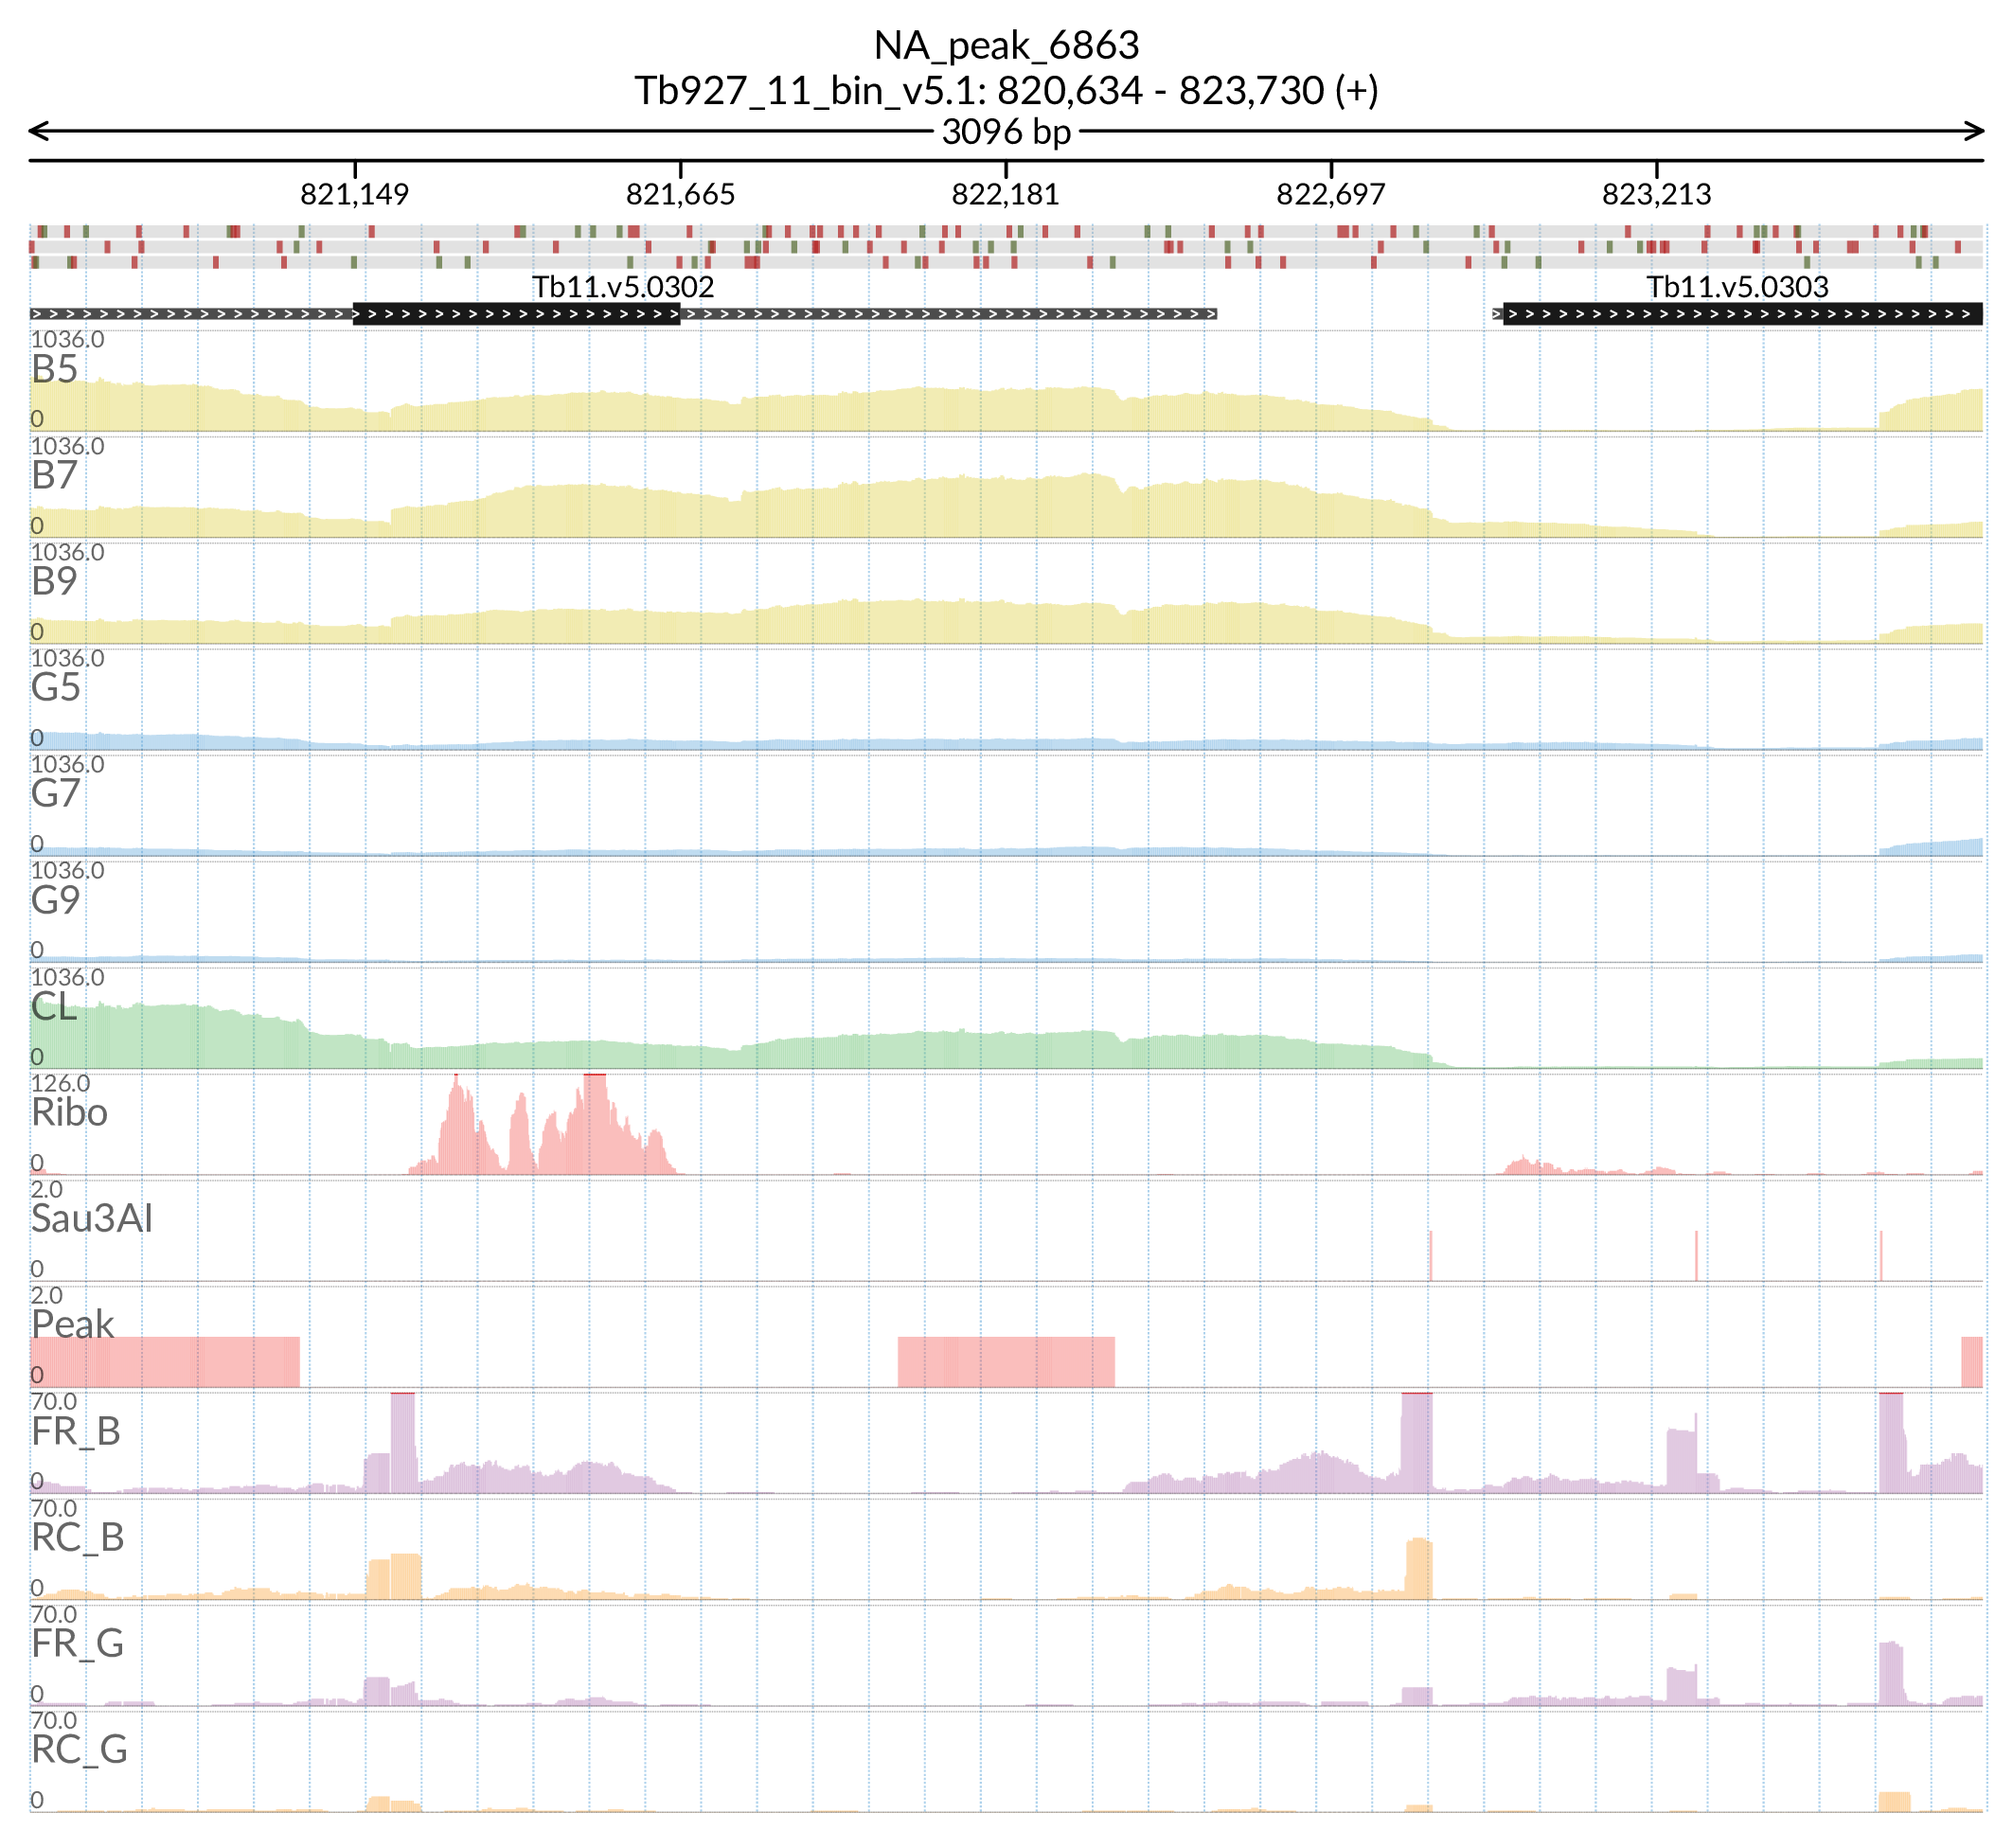 NA_peak_6863
Tb927_11_bin_v5.1: 820,634 - 823,730 (+)
3096 bp
821,149 821,665 822,181 822,697 823,213
Tb11.v5.0302 Tb11.v5.0303
1036.0
B5
0
1036.0
B7
0
1036.0
B9
0
1036.0
G5
0
1036.0
G7
0
1036.0
G9
0
1036.0
CL
0
126.0
Ribo
0
2.0
Sau3AI
0
2.0
Peak
0
70.0
FR_B
0
70.0
RC_B
0
70.0
FR_G
0
70.0
RC_G
0